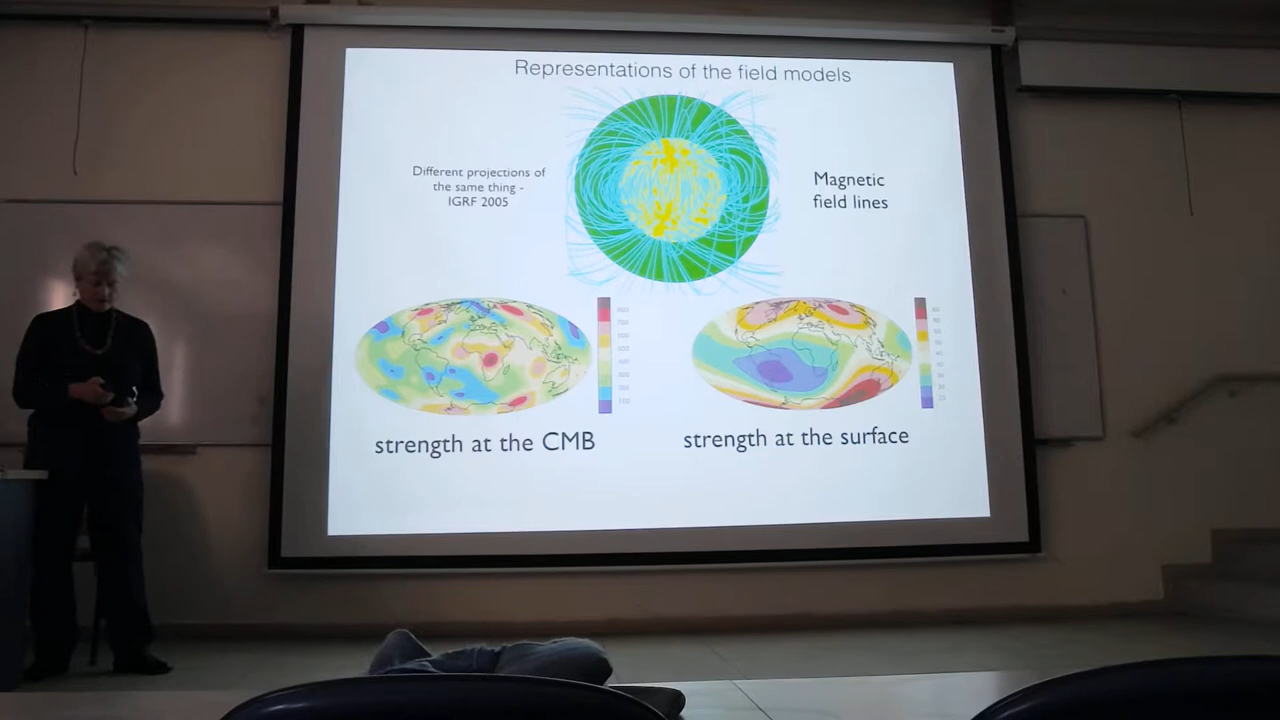 Representations of the field models
Different projections of
the same thing -
IGRF 2005
Magnetic
field lines
strength at the CMB
strength at the surface